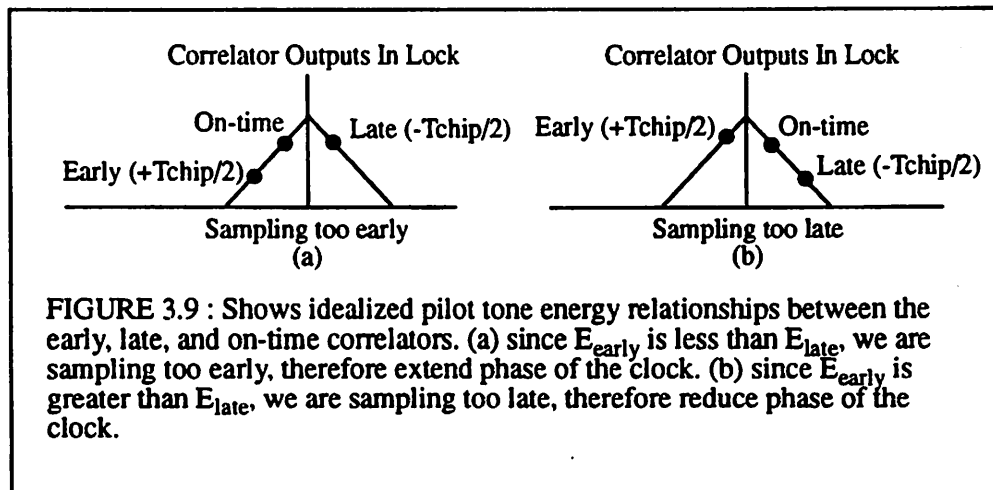 Correlator Outputs In Lock
On-time
Late (-Tchip/2)
Early (+Tchip/2)
Sampling too early
(a)
Correlator Outputs In Lock
Early (+Tchip/2)
On-time
Late (-Tchip/2)
Sampling too late
(b)
FIGURE 3.9 : Shows idealized pilot tone energy relationships between the
early, late, and on-time correlators. (a) since Eearly is less than Elate, we are
sampling too early, therefore extend phase of the clock. (b) since Eearly is
greater than Elate, we are sampling too late, therefore reduce phase of the
clock.